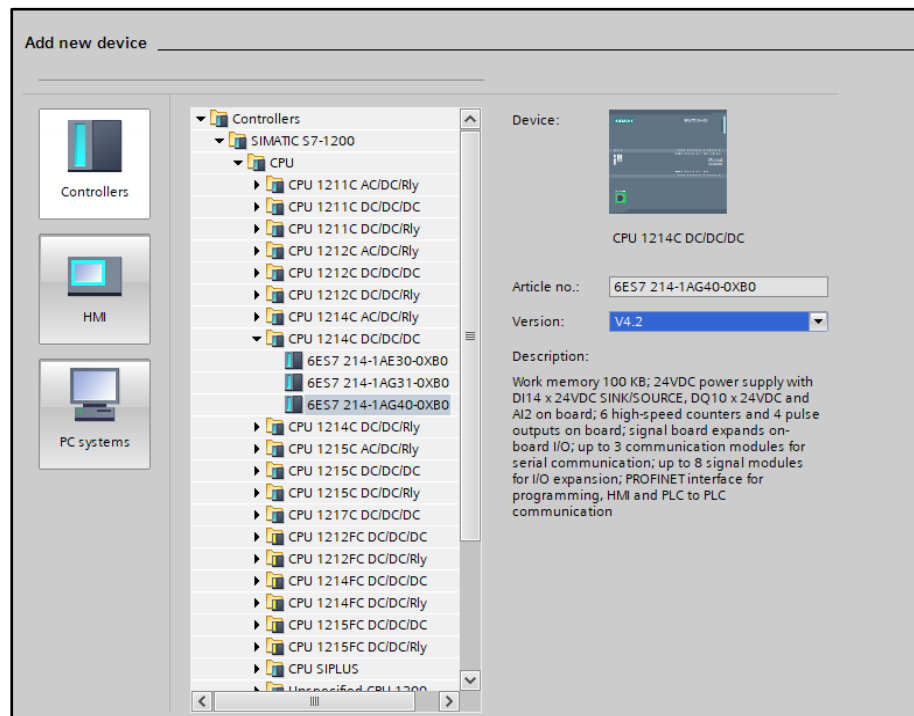 Add new device
Controllers
HMI
PC systems
Controllers
SIMATIC S7-1200
CPU
CPU 1211C AC/DC/Rly
CPU 1211C DC/DC/DC
CPU 1211C DC/DC/Rly
CPU 1212C AC/DC/Rly
CPU 1212C DC/DC/DC
CPU 1212C DC/DC/Rly
CPU 1214C AC/DC/Rly
CPU 1214C DC/DC/DC
6ES7 214-1AE30-0XB0
6ES7 214-1AG31-0XB0
6ES7 214-1AG40-0XB0
CPU 1214C DC/DC/Rly
CPU 1215C AC/DC/Rly
CPU 1215C DC/DC/DC
CPU 1215C DC/DC/Rly
CPU 1217C DC/DC/DC
CPU 1212FC DC/DC/DC
CPU 1212FC DC/DC/Rly
CPU 1214FC DC/DC/DC
CPU 1214FC DC/DC/Rly
CPU 1215FC DC/DC/DC
CPU 1215FC DC/DC/Rly
CPU SIPLUS
Unspecified CPU 1200
Device:
SIEMENS
CPU 1214C DC/DC/DC
Article no.: 6ES7 214-1AG40-0XB0
Version: V4.2
Description:
Work memory 100 KB; 24VDC power supply with
DI14 x 24VDC SINK/SOURCE, DQ10 x 24VDC and
AI2 on board; 6 high-speed counters and 4 pulse
outputs on board; signal board expands on-
board I/O; up to 3 communication modules for
serial communication; up to 8 signal modules
for I/O expansion; PROFINET interface for
programming, HMI and PLC to PLC
communication